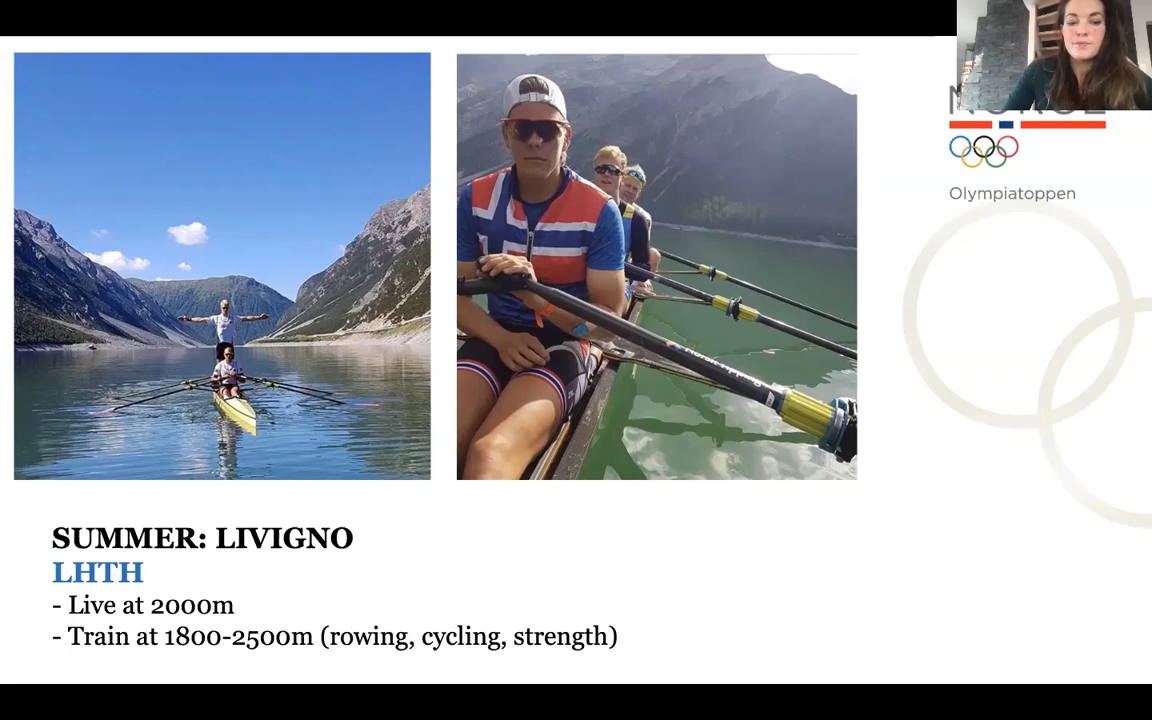 Olympiatoppen
SUMMER: LIVIGNO
LHTH
- Live at 2000m
- Train at 1800-2500m (rowing, cycling, strength)